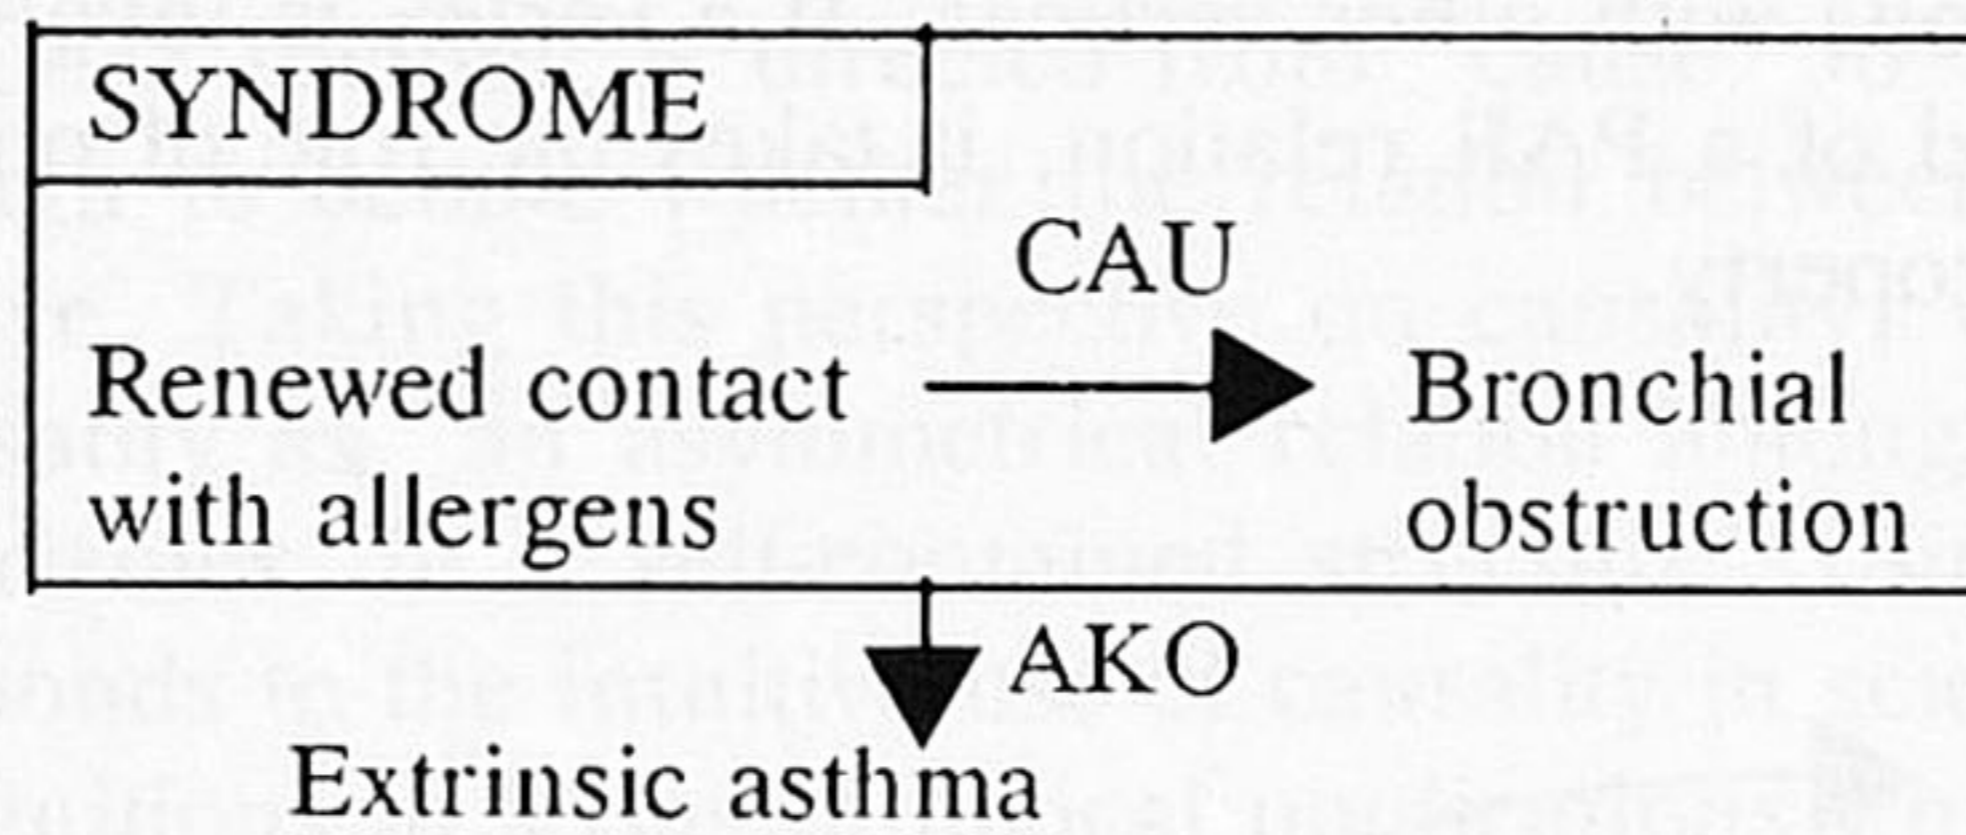 SYNDROME
CAU
Renewed contact
with allergens
Bronchial
obstruction
AKO
Extrinsic asthma